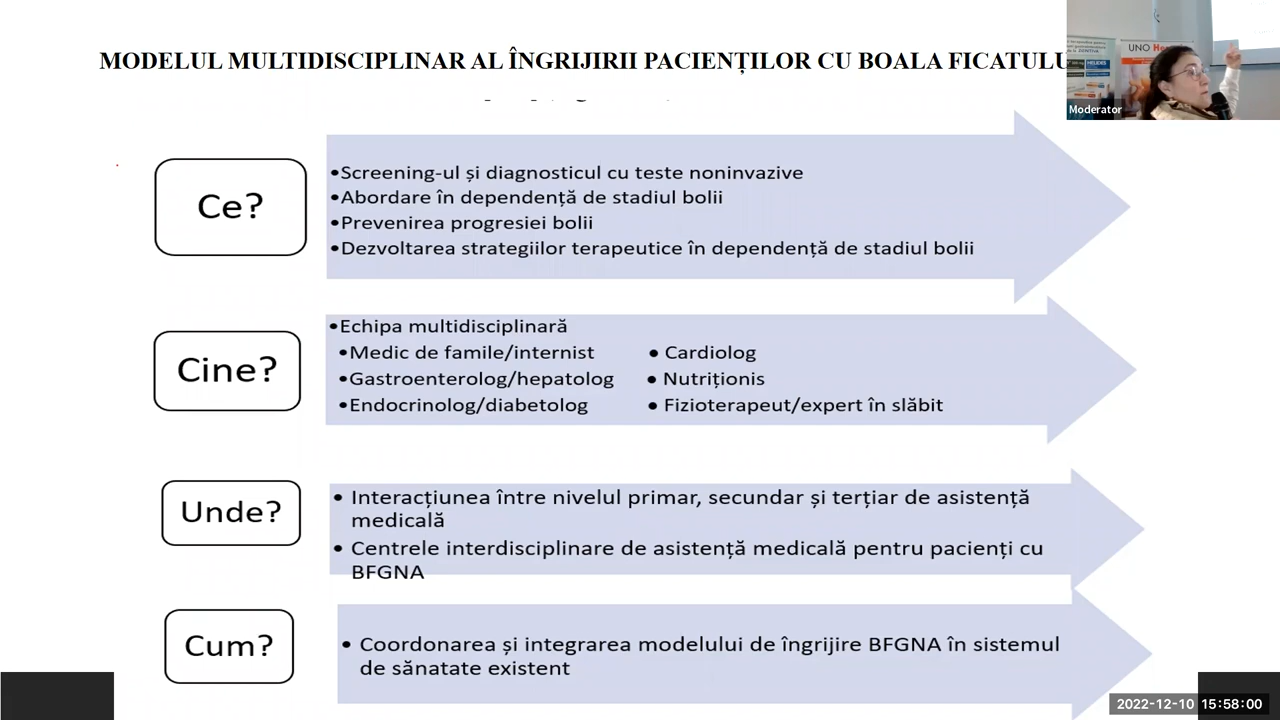 MODELUL MULTIDISCPLINAR AL ÎNGRIJIRII PACIENȚILOR CU BOALA FICATULU
UNO
Moderator
Ce?
•Screening-ul și diagnosticul cu teste noninvazive
•Abordare în dependență de stadiul bolii
•Prevenirea progresiei bolii
•Dezvoltarea strategiilor terapeutice în dependență de stadiul bolii
Cine?
•Echipa multidisciplinară
•Medic de famile/internist
•Gastroenterolog/hepatolog
•Endocrinolog/diabetolog
• Cardiolog
• Nutriționis
• Fizioterapeut/expert în slăbit
Unde?
• Interacțiunea între nivelul primar, secundar și terțiar de asistență
medicală
• Centrele interdisciplinare de asistență medicală pentru pacienți cu
BFGNA
Cum?
• Coordonarea și integrarea modelului de îngrijire BFGNA în sistemul
de sănatate existent
2022-12-10 15:58:00